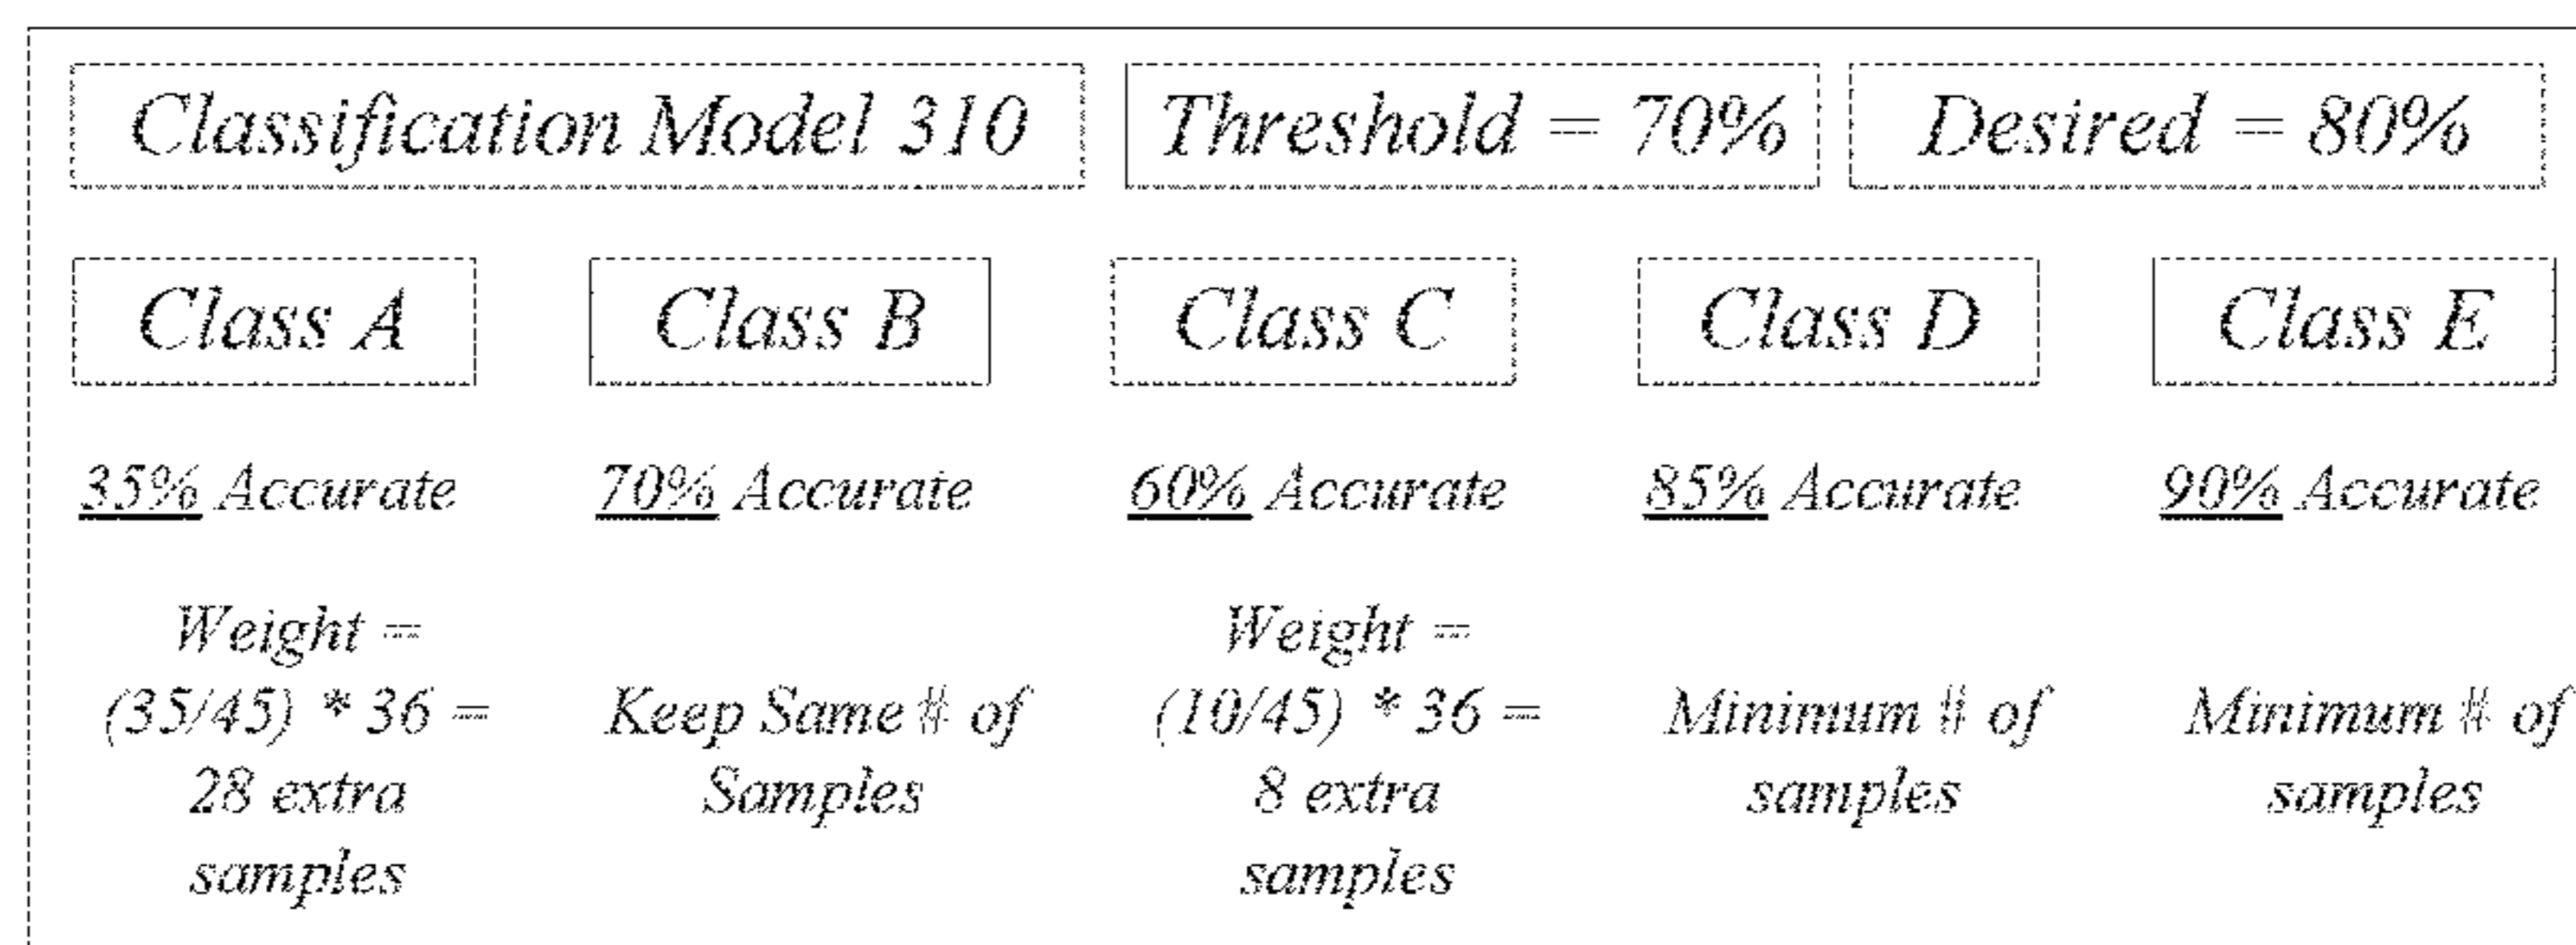 Classification Model 310
Threshold = 70%
Desired = 80%
Class A
Class B
Class C
Class D
Class E
35% Accurate
70% Accurate
60% Accurate
85% Accurate
90% Accurate
Weight =
(35/45) * 36 =
28 extra
samples
Keep Same # of
Samples
Weight =
(10/45) * 36 =
8 extra
samples
Minimum # of
samples
Minimum # of
samples